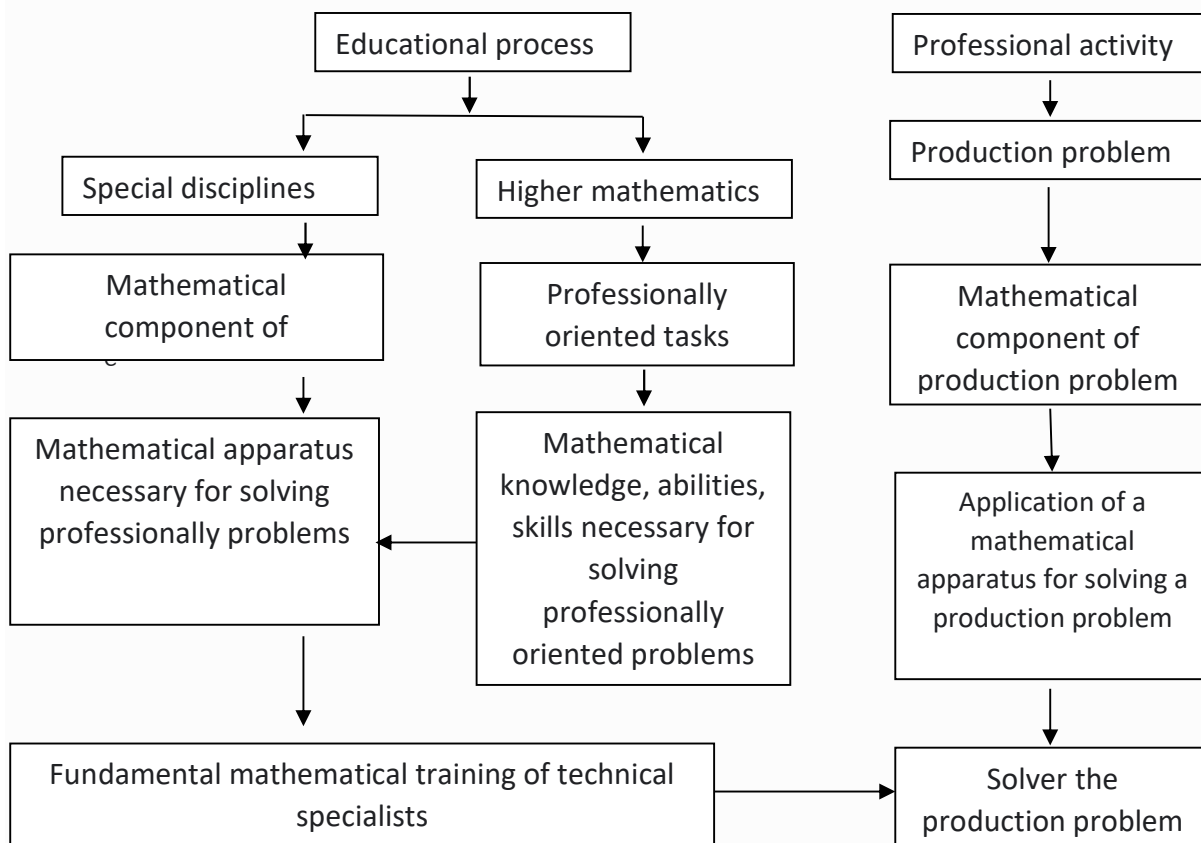 Educational process
Professional activity
Special disciplines
Higher mathematics
Production problem
Mathematical
component of
Professionally
oriented tasks
Mathematical
component of
production problem
Mathematical apparatus
necessary for solving
professionally problems
Mathematical
knowledge, abilities,
skills necessary for
solving
professionally
oriented problems
Application of a
mathematical
apparatus for solving a
production problem
Fundamental mathematical training of technical
specialists
Solver the
production problem